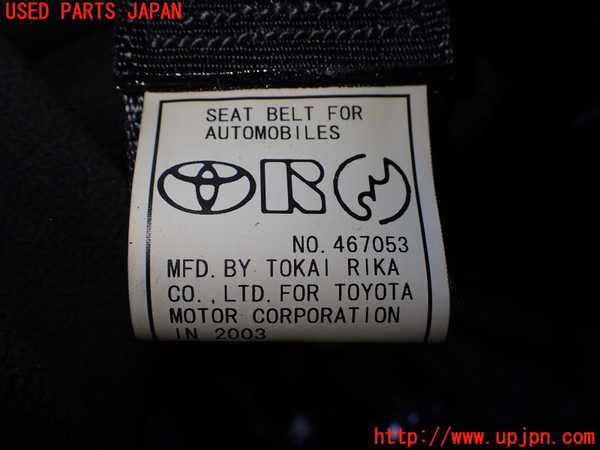 USED PARTS JAPAN
SEAT BELT FOR
AUTOMOBILES
NO. 467053
MFD. BY TOKAI RIKA
CO., LTD. FOR TOYOTA
MOTOR CORPORATION
IN 2003
http://www.upjpn.com/